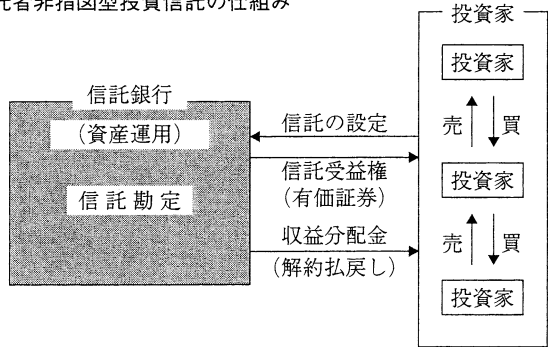 託者非指図型投資信託の仕組み
投資家
投資家
売 買
投資家
売 買
投資家
信託銀行
(資産運用)
信託勘定
信託の設定
信託受益権
(有価証券)
収益分配金
(解約払戻し)